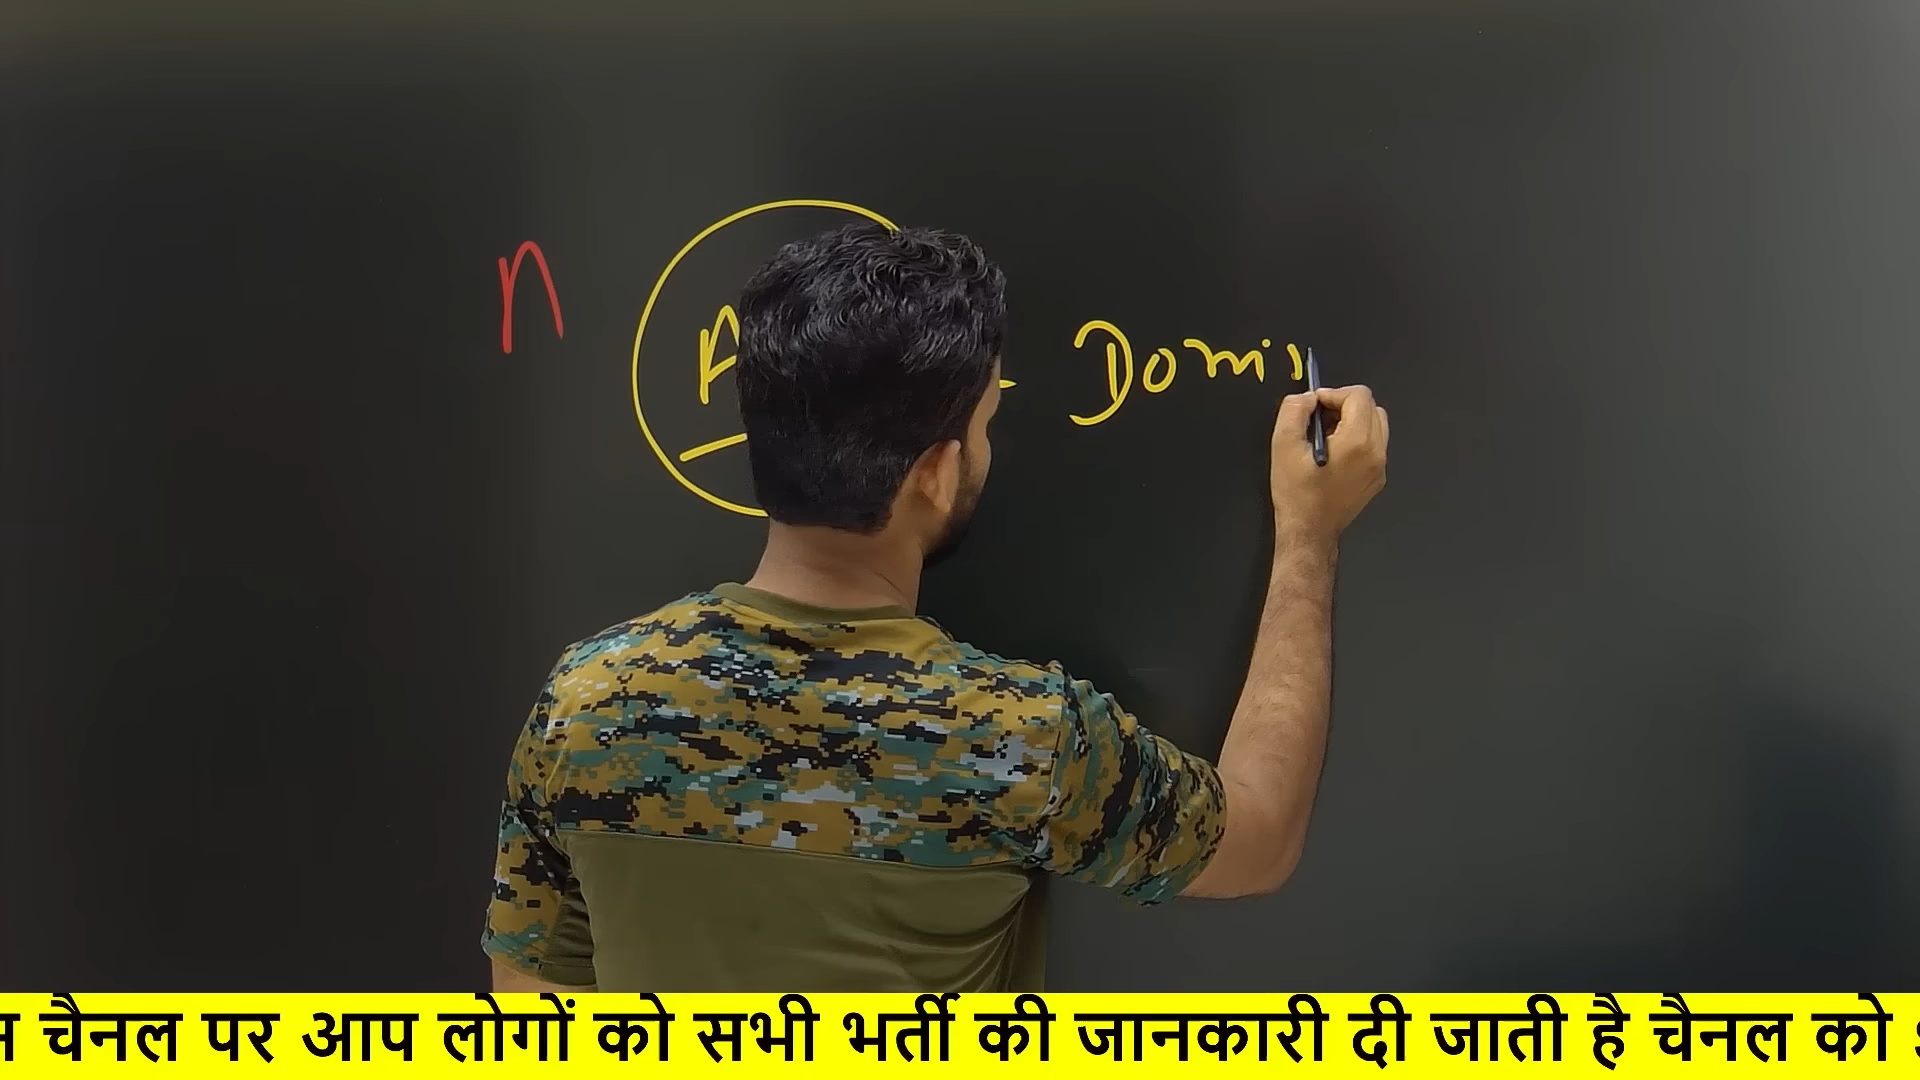 n
A
Domi
चैनल पर आप लोगों को सभी भर्ती की जानकारी दी जाती है चैनल को